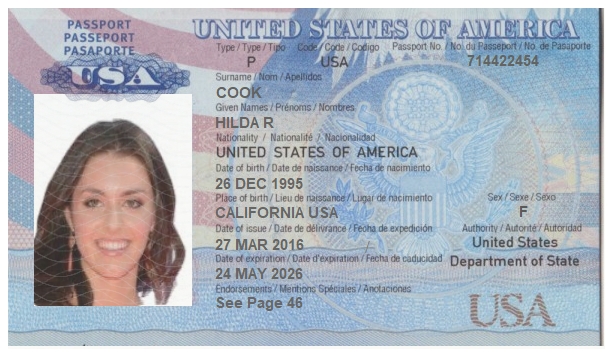 PASSPORT
PASSEPORT
PASAPORTE
USA
UNITED STATES OF AMERICA
Type / Type / Tipo Code / Code / Codigo Passport No. / No. du Passeport / No. de Pasaporte
P USA 714422454
Surname / Nom / Apellidos
COOK
Given Names / Prénoms / Nombres
HILDA R
Nationality / Nationalité / Nacionalidad
UNITED STATES OF AMERICA
Date of birth / Date de naissance / Fecha de nacimiento
26 DEC 1995
Place of birth / Lieu de naissance / Lugar de nacimiento Sex / Sexe / Sexo
CALIFORNIA USA F
Date of issue / Date de délivrance / Fecha de expedición Authority / Autorité / Autoridad
27 MAR 2016 United States
Date of expiration / Date d'expiration / Fecha de caducidad Department of State
24 MAY 2026
Endorsements / Mentions Spéciales / Anotaciones
See Page 46
USA